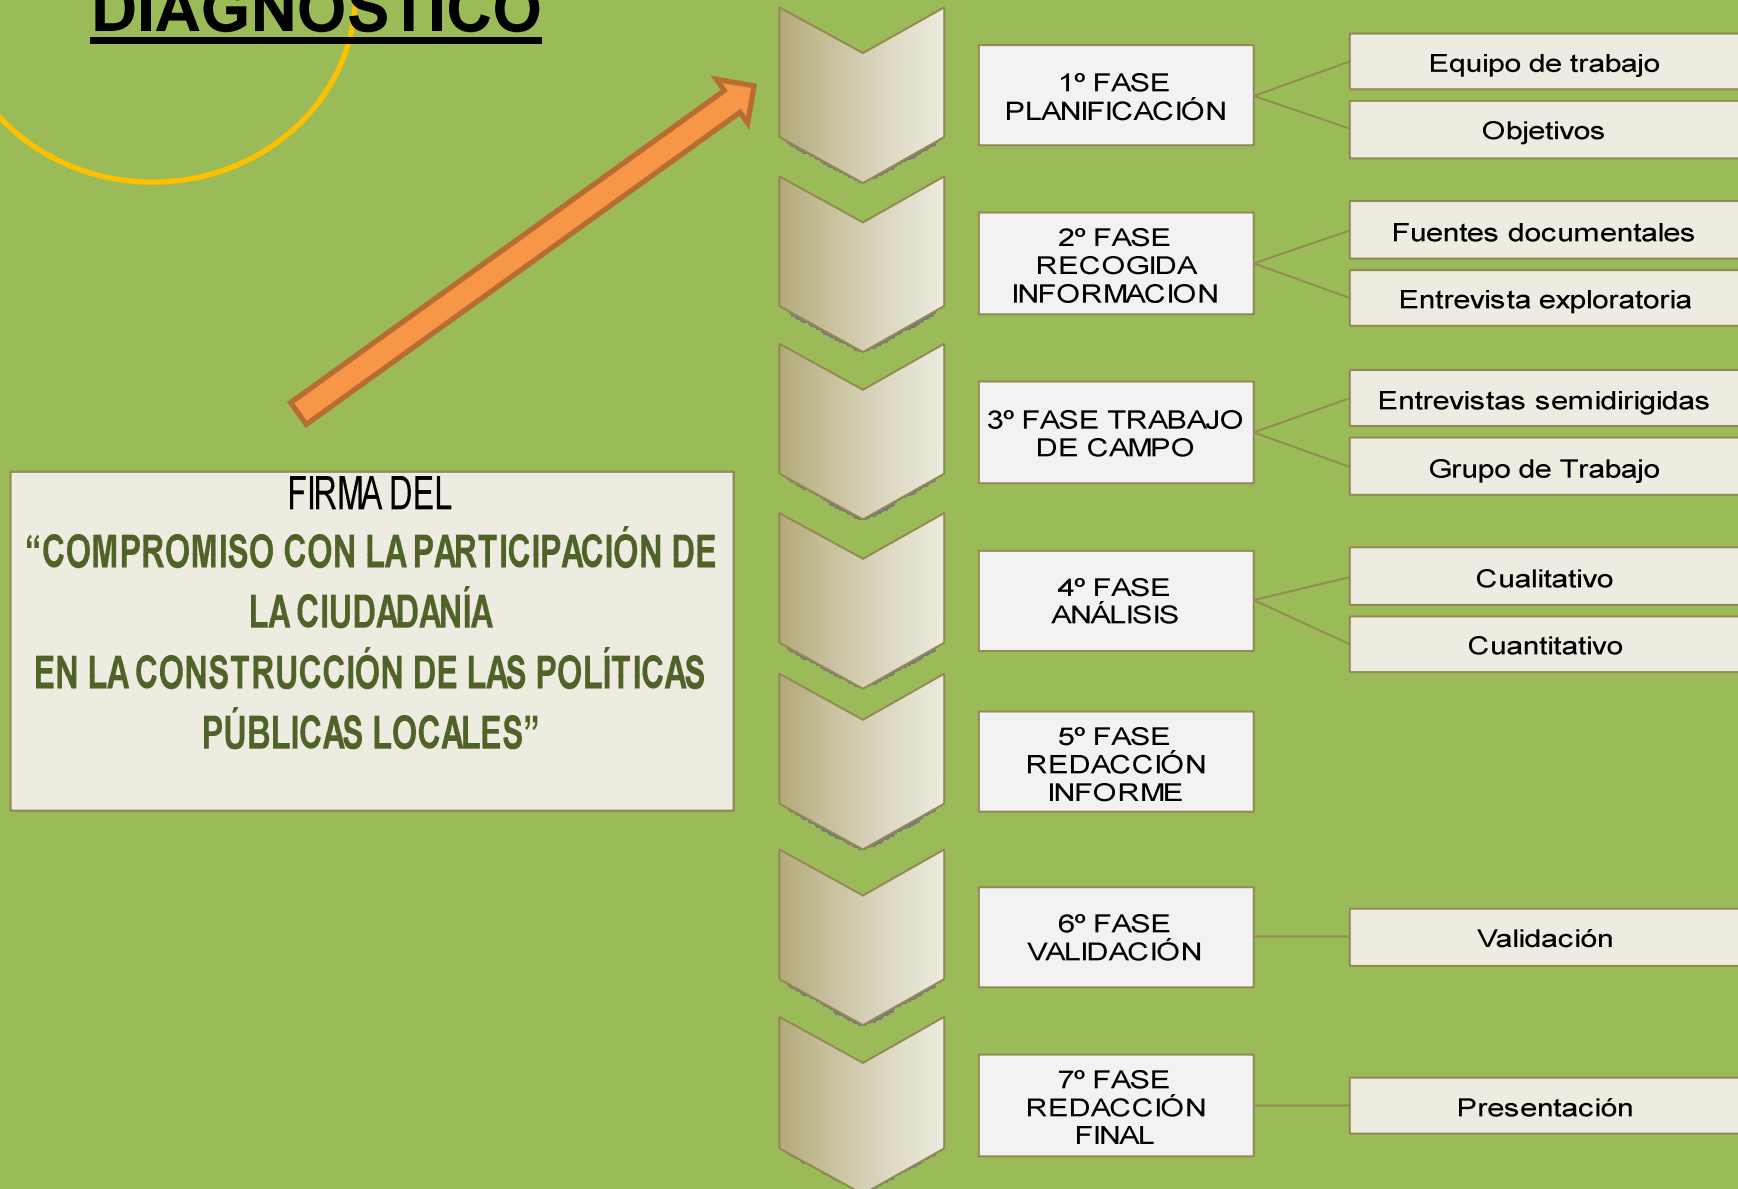 DIAGNÓSTICO
1º FASE
PLANIFICACIÓN
Equipo de trabajo
Objetivos
2º FASE
RECOGIDA
INFORMACION
Fuentes documentales
Entrevista exploratoria
3º FASE TRABAJO
DE CAMPO
Entrevistas semidirigidas
Grupo de Trabajo
FIRMA DEL
“COMPROMISO CON LA PARTICIPACIÓN DE
LA CIUDADANÍA
EN LA CONSTRUCCIÓN DE LAS POLÍTICAS
PÚBLICAS LOCALES”
4º FASE
ANÁLISIS
Cualitativo
Cuantitativo
5º FASE
REDACCIÓN
INFORME
6º FASE
VALIDACIÓN
Validación
7º FASE
REDACCIÓN
FINAL
Presentación